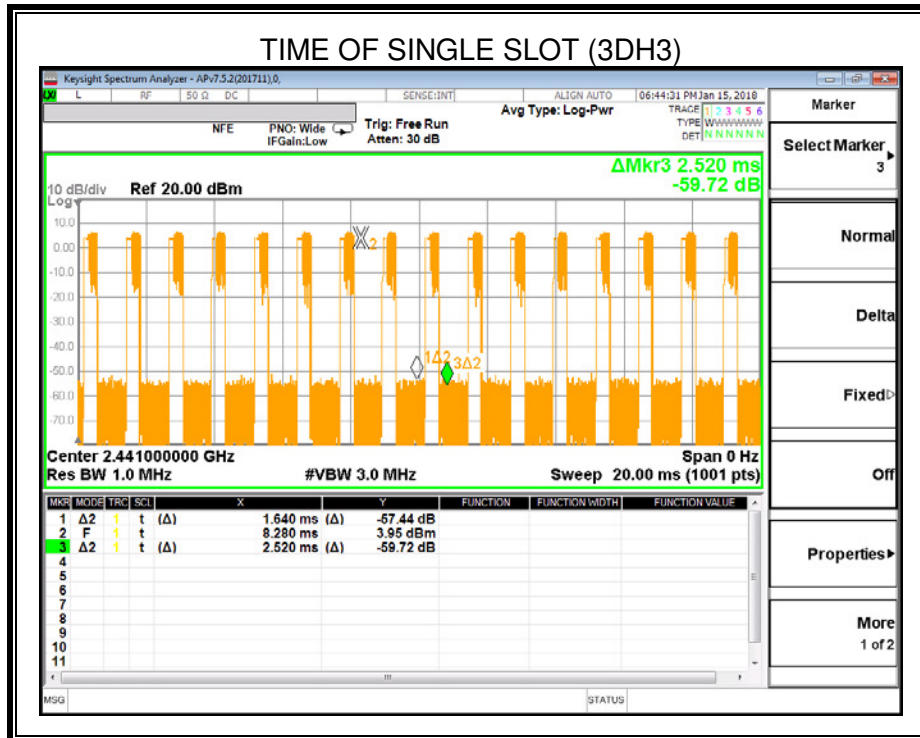 TIME OF SINGLE SLOT (3DH3)
Keysight Spectrum Analyzer - APv7.5.2(201711),0,
L RF 50 Ω DC SENSE:INT ALIGN AUTO 06:44:31 PM Jan 15, 2018
Marker
Avg Type: Log-Pwr TRACE 1 2 3 4 5 6
NFE PNO: Wide Trig: Free Run TYPE WWWWWW
IFGain:Low Atten: 30 dB DET N N N N N N
Select Marker
3
ΔMkr3 2.520 ms
10 dB/div Ref 20.00 dBm -59.72 dB
Log
10.0
0.00
-10.0
-20.0
-30.0
-40.0
-50.0
-60.0
-70.0
2
1Δ2 3Δ2
Normal
Delta
Fixed
Off
Properties
More
1 of 2
Center 2.441000000 GHz Span 0 Hz
Res BW 1.0 MHz #VBW 3.0 MHz Sweep 20.00 ms (1001 pts)
MKR MODE TRC SCL X Y FUNCTION FUNCTION WIDTH FUNCTION VALUE
1 Δ2 1 t (Δ) 1.640 ms (Δ) -57.44 dB
2 F 1 t 8.280 ms 3.95 dBm
3 Δ2 1 t (Δ) 2.520 ms (Δ) -59.72 dB
4
5
6
7
8
9
10
11
MSG STATUS